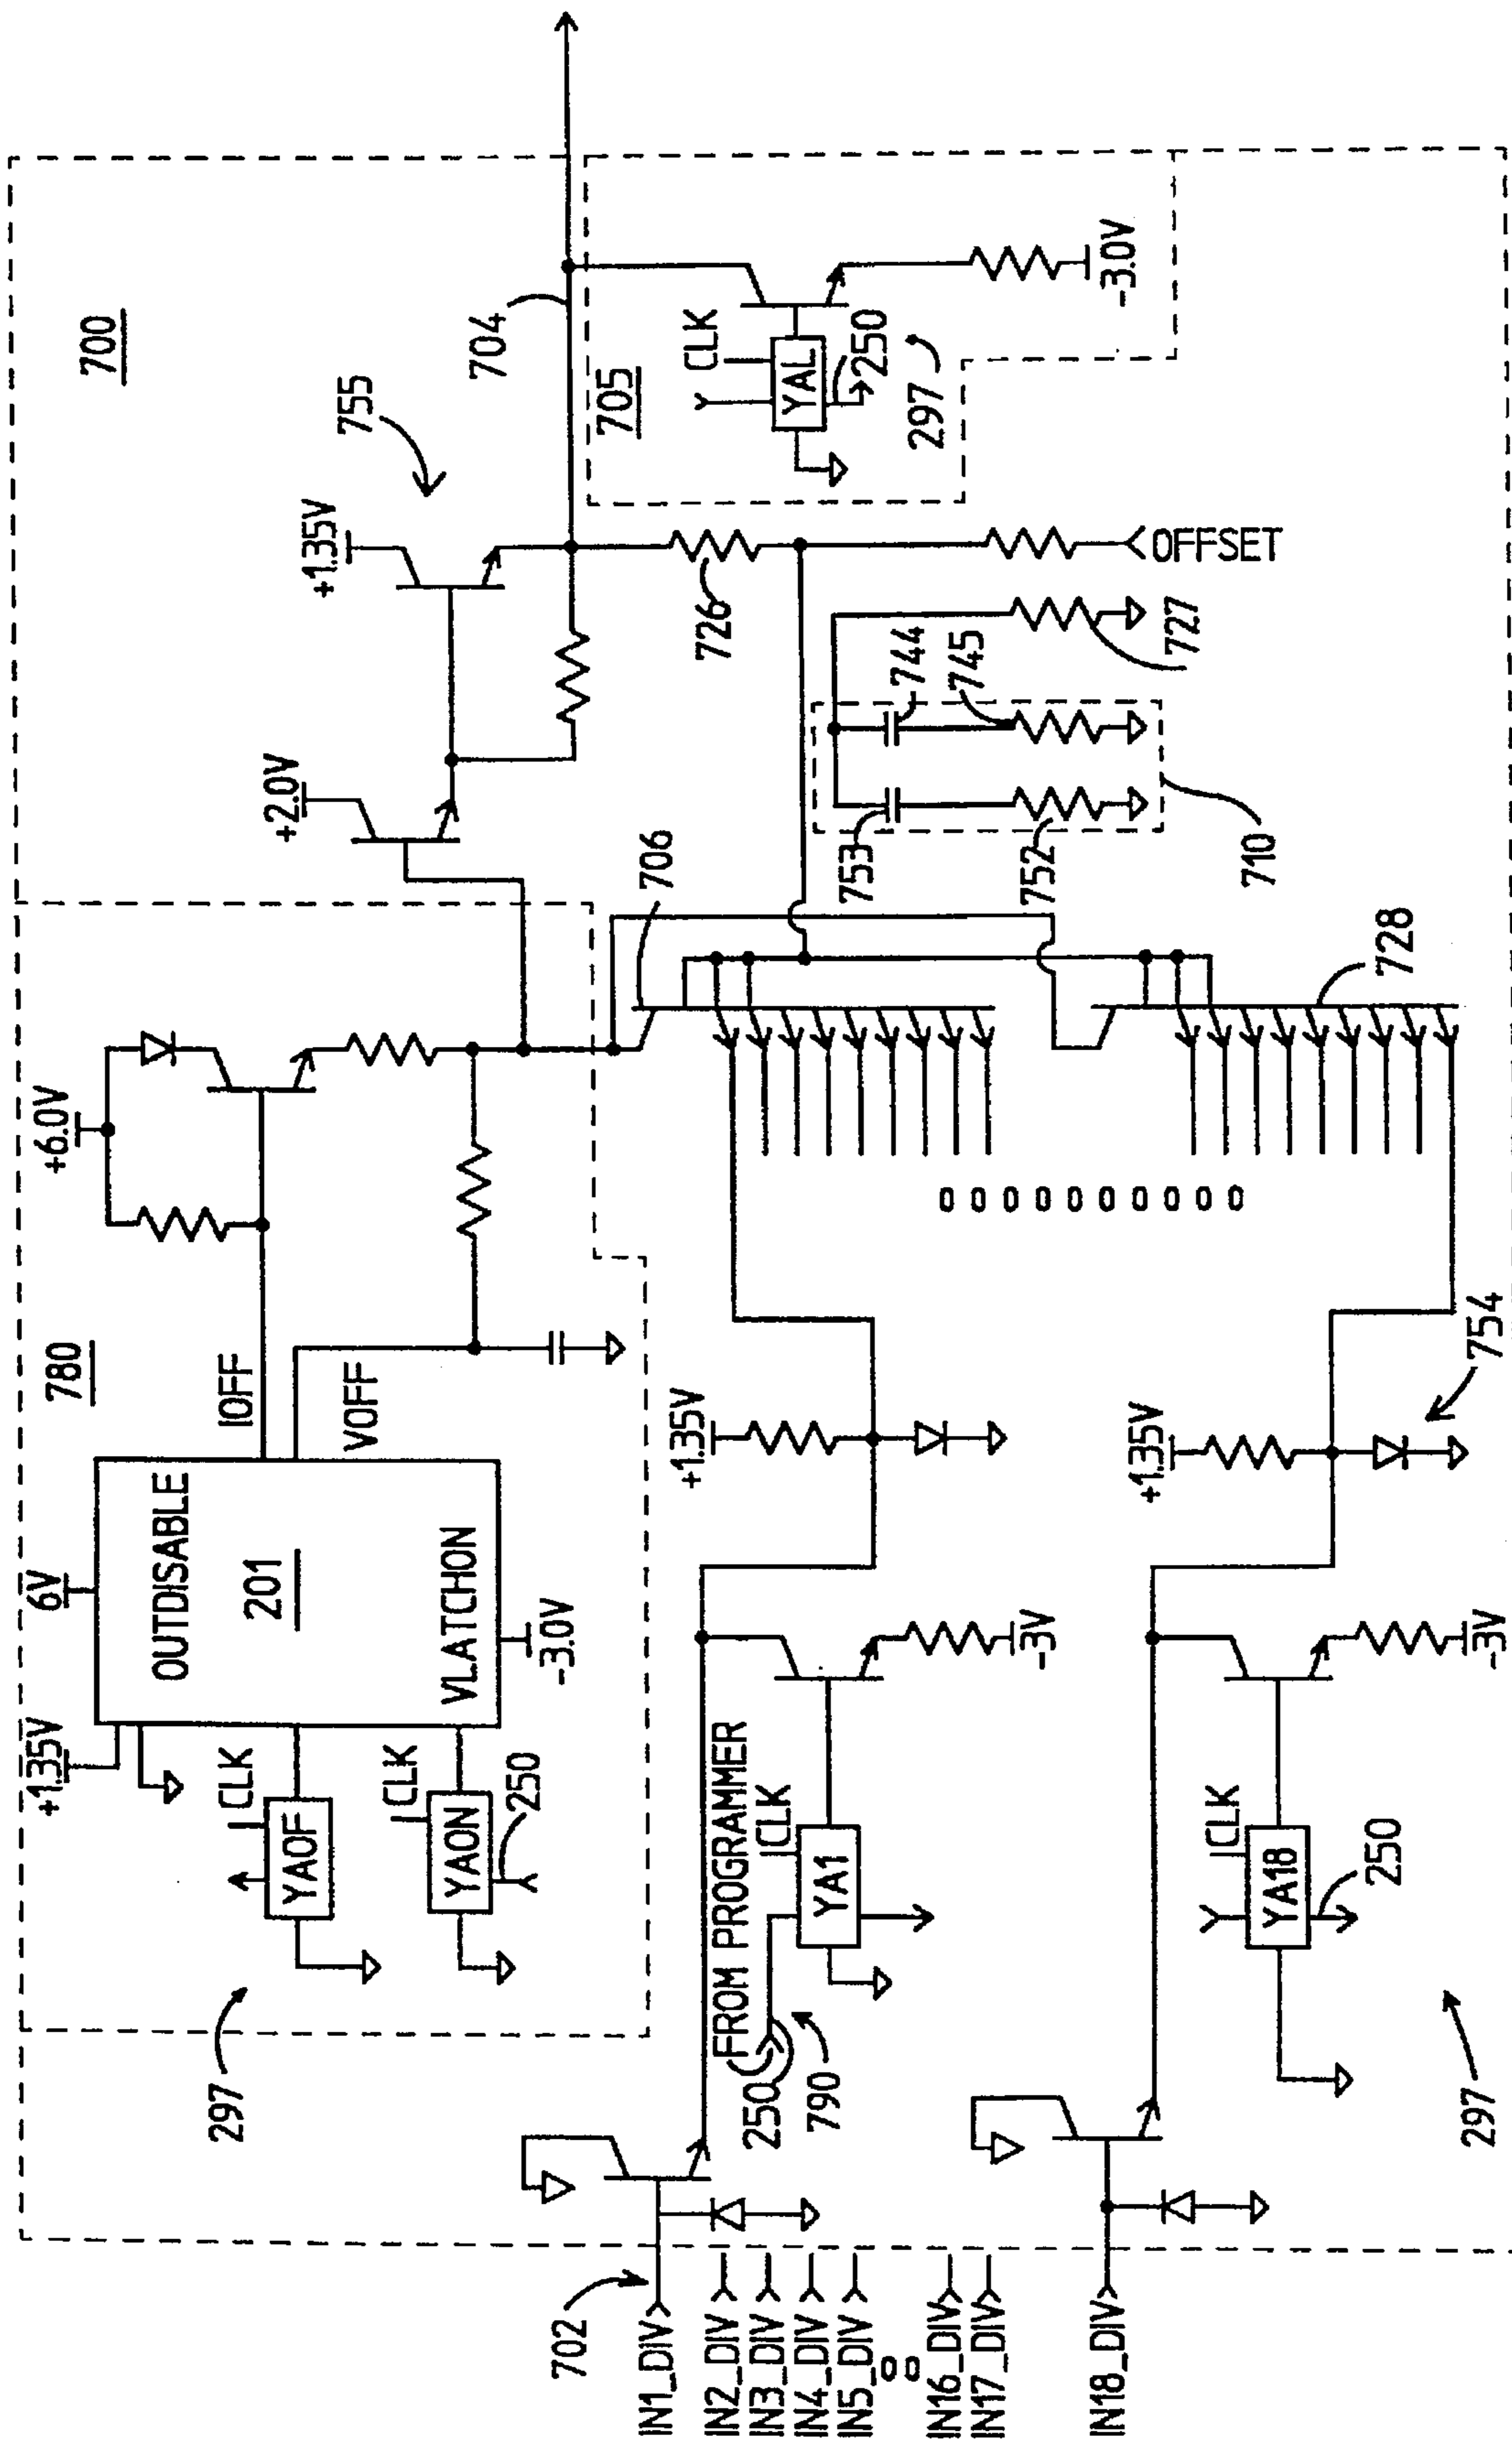 700
780
+1.35V
6V
OUTDISABLE
201
VLATCHON
-3.0V
IOFF
VOFF
+6.0V
+2.0V
+1.35V
755
704
CLK
YAOF
CLK
YAON
250
297
705
CLK
YAL
250
297
-3.0V
726
OFFSET
706
753
744
745
752
727
710
728
702
IN1_DIV
IN2_DIV
IN3_DIV
IN4_DIV
IN5_DIV
IN16_DIV
IN17_DIV
IN18_DIV
FROM PROGRAMMER
250
790
CLK
YA1
-3V
+1.35V
CLK
YA18
250
-3V
+1.35V
754
297